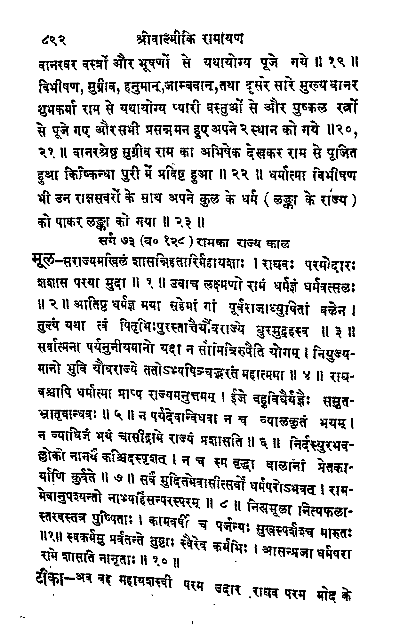 ८९२ श्रीवाल्मीकि रामायण
वानरवर वस्त्रों और भूषणों से यथायोग्य पूजे गये ॥ १९ ॥
विभीषण, सुग्रीव, हनुमान्, जाम्बवान्, तथा दूसरे सारे मुख्य वानर
शुभकर्मा राम से यथायोग्य प्यारी वस्तुओं से और पुष्कल रत्नों
से पूजे गए और सभी प्रसन्नमन हुए अपने २ स्थान को गये ॥ २०,
२१ ॥ वानरश्रेष्ठ सुग्रीव राम का अभिषेक देखकर राम से पूजित
हुआ किष्किन्धा पुरी में प्रविष्ट हुआ ॥ २२ ॥ धर्मात्मा विभीषण
भी उन राक्षसवरों के साथ अपने कुल के धर्म ( लङ्का के राज्य )
को पाकर लङ्का को गया ॥ २३ ॥
सर्ग ७३ (व० १२८) रामका राज्य काल
मूल—सराज्यमखिलं शासन्निहतारिर्महायशाः । राघवः परमोदारः
शशास परया मुदा ॥ १ ॥ उवाच लक्ष्मणो रामं धर्मज्ञं धर्मवत्सलः
॥ २ ॥ आतिष्ठ धर्मज्ञ मया सहेमां गां पूर्वराजाध्युषितां बलेन ।
तुल्यं यथा त्वं पितृभिःपुरस्तात्तैर्यौवराज्ये धुरमुद्वहस्व ॥ ३ ॥
सर्वात्मना पर्यनुनीयमानो यदा न सौमित्रिरुपैति योगम् । नियुज्य-
मानो भुवि यौवराज्ये ततोऽभ्यषिञ्चद्भरतं महात्मा ॥ ४ ॥ राघ-
वश्चापि धर्मात्मा प्राप्य राज्यमनुत्तमम् । ईजे बहुविधैर्यज्ञैः ससुत-
भ्रातृबान्धवः ॥ ५ ॥ न पर्यदेवन्विधवा न च व्यालकृतं भयम् ।
न व्याधिजं भयं चासीद्रामे राज्यं प्रशासति ॥ ६ ॥ निर्दस्युरभव-
ल्लोको नानर्थं कश्चिदस्पृशत् । न च स्म वृद्धा बालानां प्रेतका-
र्याणि कुर्वते ॥ ७ ॥ सर्वं मुदितमेवासीत्सर्वो धर्मपरोऽभवत् । राम-
मेवानुपश्यन्तो नाभ्यहिंसन्परस्परम् ॥ ८ ॥ नित्यमूला नित्यफला-
स्तरवस्तत्र पुष्पिताः । कामवर्षी च पर्जन्यः सुखस्पर्शश्च मारुतः
॥९॥ स्वकर्मसु प्रवर्तन्ते तुष्टाः स्वैरेव कर्मभिः । आसन्प्रजा धर्मपरा
रामे शासति नानृताः ॥ १० ॥
टीका—अब वह महायशस्वी परम उदार राघव परम मोद के